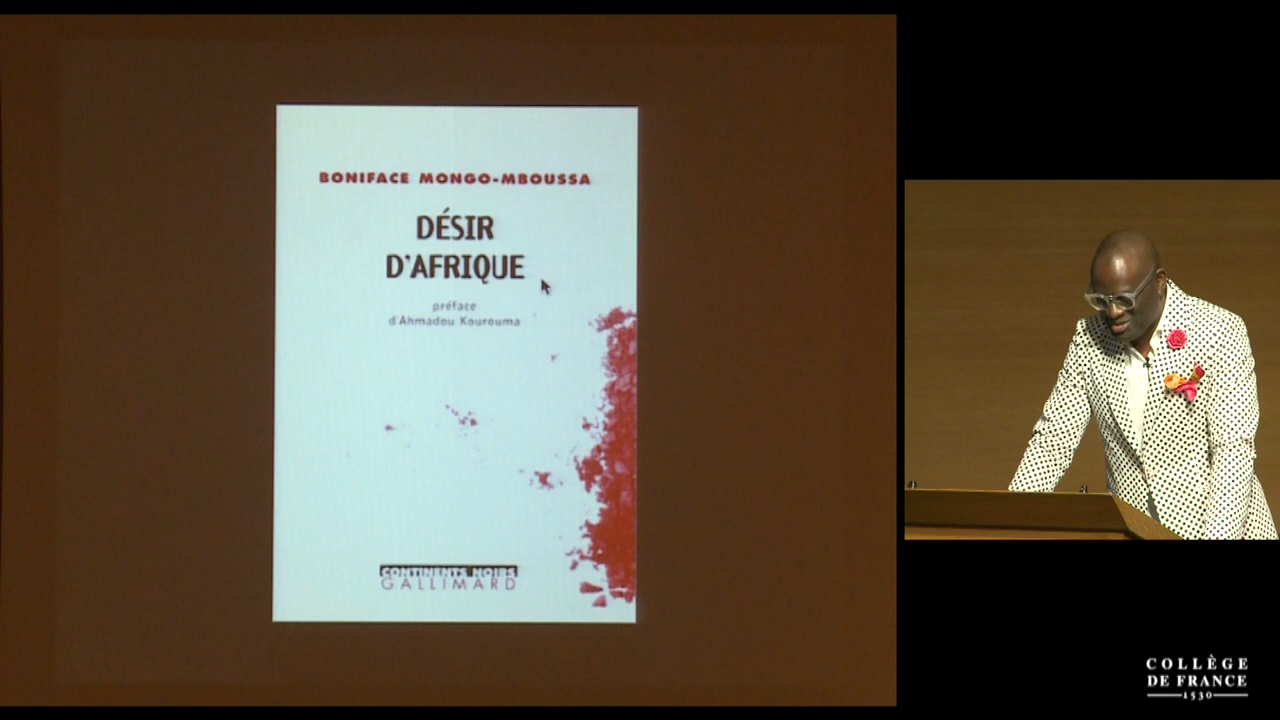 BONIFACE MONGO-MBOUSSA
DÉSIR
D'AFRIQUE
préface
d'Ahmadou Kourouma
CONTINENTS NOIRS
GALLIMARD
COLLÈGE
DE FRANCE
1530